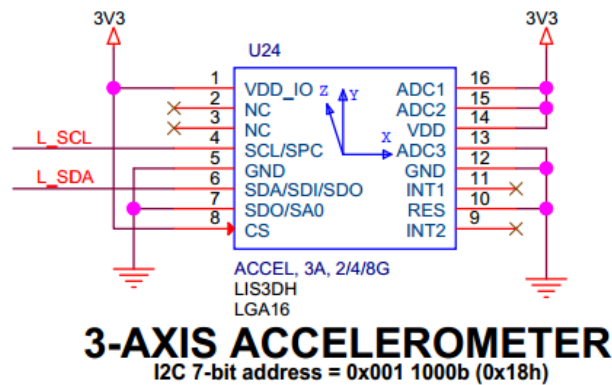 3V3
3V3
U24
1 VDD_IO ADC1 16
2 NC ADC2 15
3 NC VDD 14
L_SCL 4 SCL/SPC ADC3 13
5 GND GND 12
L_SDA 6 SDA/SDI/SDO INT1 11
7 SDO/SA0 RES 10
8 CS INT2 9
Z Y
X
ACCEL, 3A, 2/4/8G
LIS3DH
LGA16
3-AXIS ACCELEROMETER
I2C 7-bit address = 0x001 1000b (0x18h)